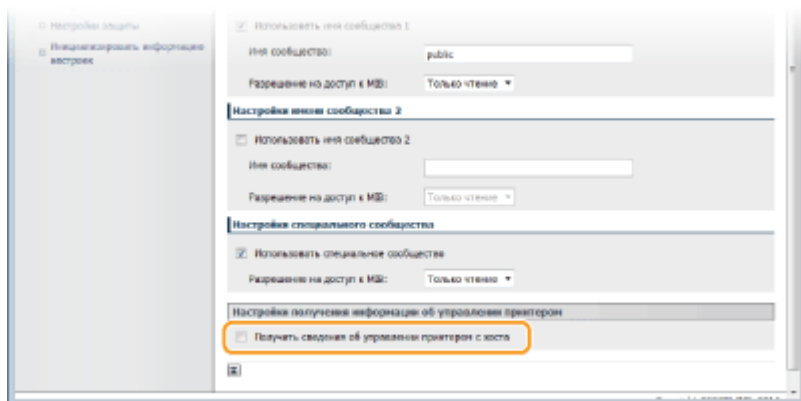 Настройки защиты
Инициализировать информацию
настроек
Использовать имя сообщества 1
Имя сообщества:
public
Разрешение на доступ к MIB:
Только чтение
Настройки имени сообщества 2
Использовать имя сообщества 2
Имя сообщества:
Разрешение на доступ к MIB:
Только чтение
Настройки специального сообщества
Использовать специальное сообщество
Разрешение на доступ к MIB:
Только чтение
Настройки получения информации об управлении принтером
Получить сведения об управлении принтером с хоста